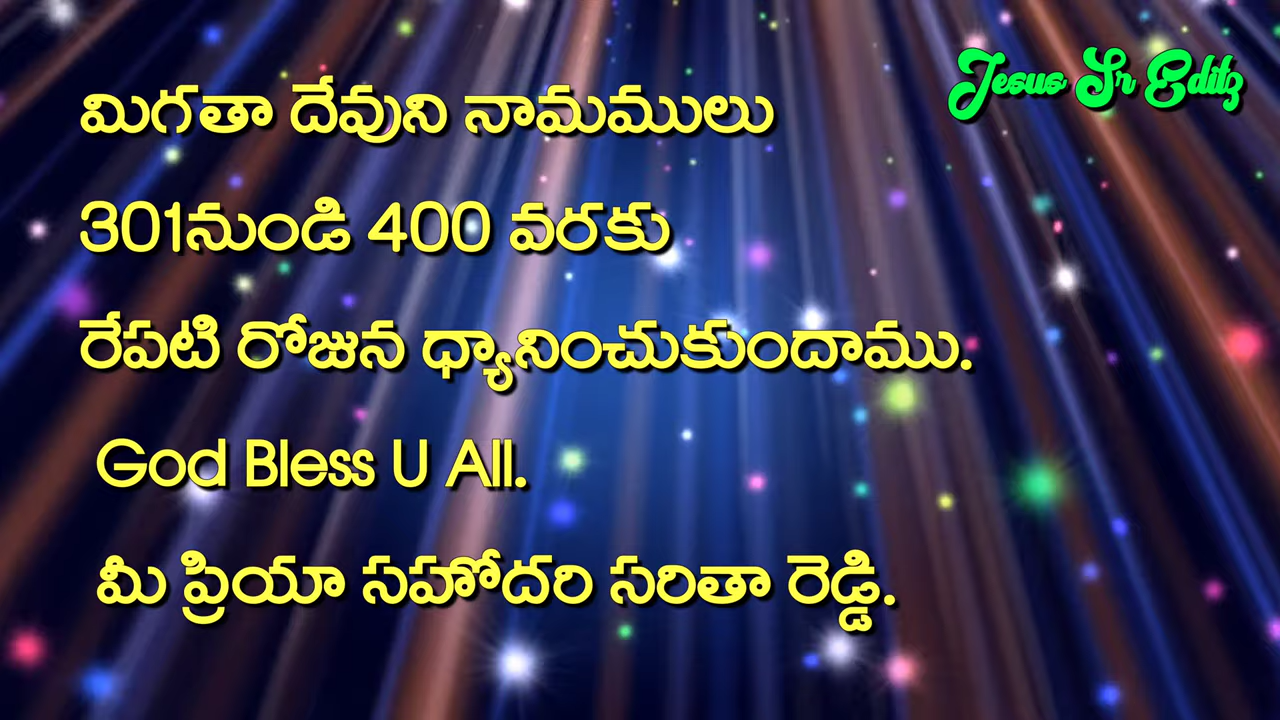 Jesus Sr Editz
మిగతా దేవుని నామములు
301నుండి 400 వరకు
రేపటి రోజున ధ్యానించుకుందాము.
God Bless U All.
మీ ప్రియా సహోదరి సరితా రెడ్డి.